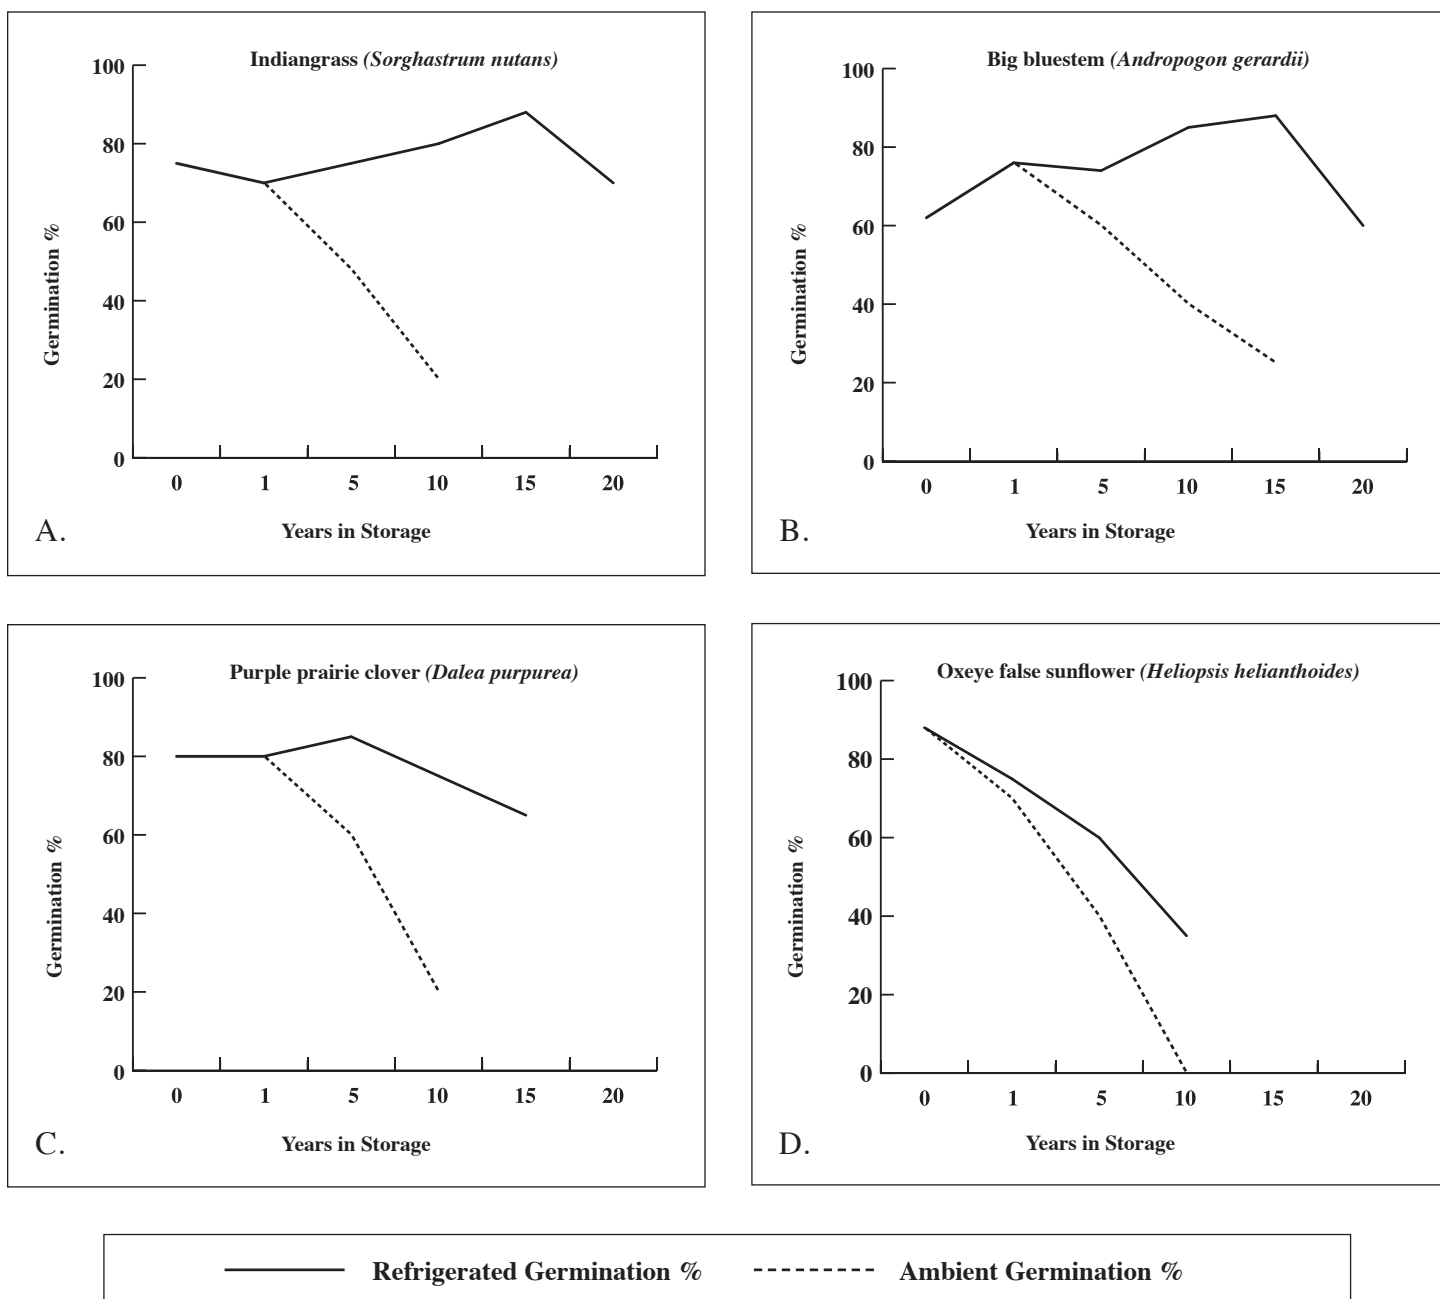 Indiangrass (Sorghastrum nutans)
100
80
60
40
20
0
Germination %
0 1 5 10 15 20
Years in Storage
A.
Big bluestem (Andropogon gerardii)
100
80
60
40
20
0
Germination %
0 1 5 10 15 20
Years in Storage
B.
Purple prairie clover (Dalea purpurea)
100
80
60
40
20
0
Germination %
0 1 5 10 15 20
Years in Storage
C.
Oxeye false sunflower (Heliopsis helianthoides)
100
80
60
40
20
0
Germination %
0 1 5 10 15 20
Years in Storage
D.
Refrigerated Germination % Ambient Germination %